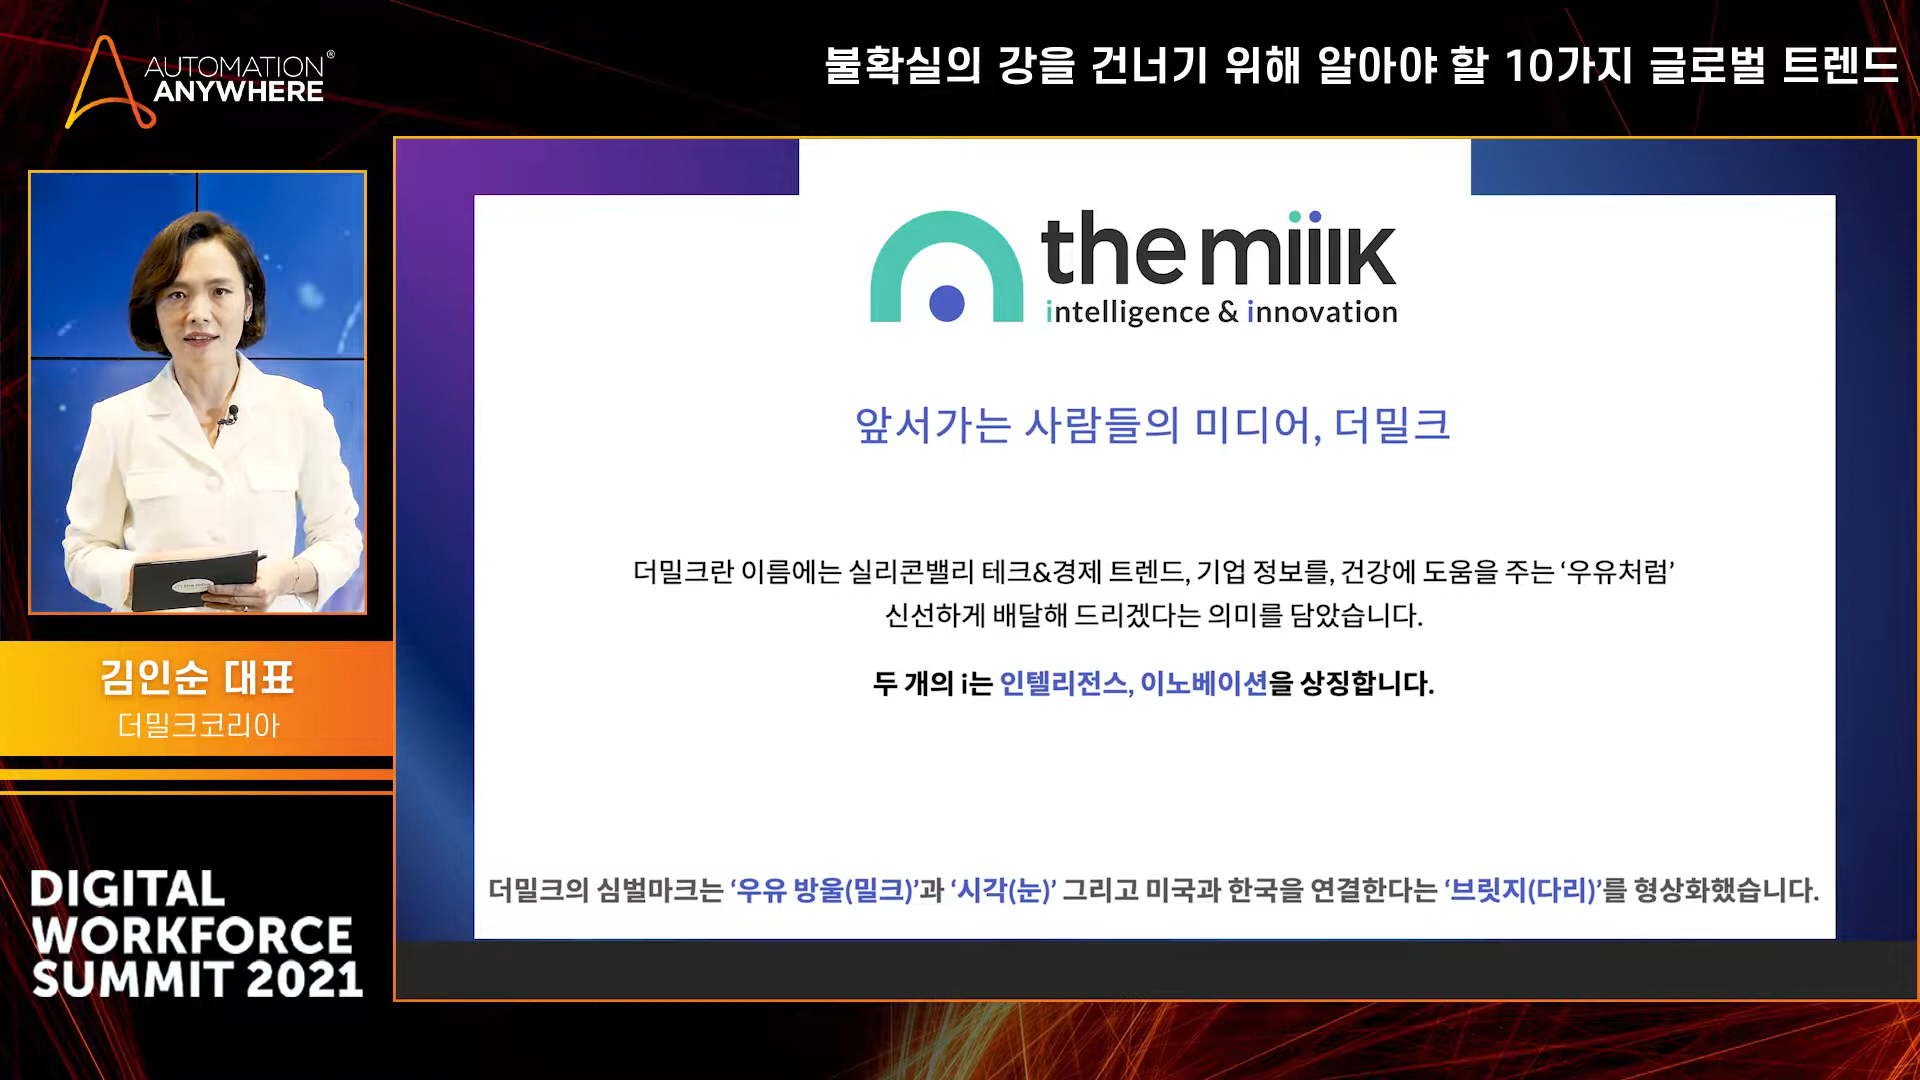 AUTOMATION®
ANYWHERE
불확실의 강을 건너기 위해 알아야 할 10가지 글로벌 트렌드
the miilk
intelligence & innovation
앞서가는 사람들의 미디어, 더밀크
더밀크란 이름에는 실리콘밸리 테크&경제 트렌드, 기업 정보를, 건강에 도움을 주는 ‘우유처럼’
신선하게 배달해 드리겠다는 의미를 담았습니다.
두 개의 i는 인텔리전스, 이노베이션을 상징합니다.
더밀크의 심벌마크는 ‘우유 방울(밀크)’과 ‘시각(눈)’ 그리고 미국과 한국을 연결한다는 ‘브릿지(다리)’를 형상화했습니다.
김인순 대표
더밀크코리아
DIGITAL
WORKFORCE
SUMMIT 2021